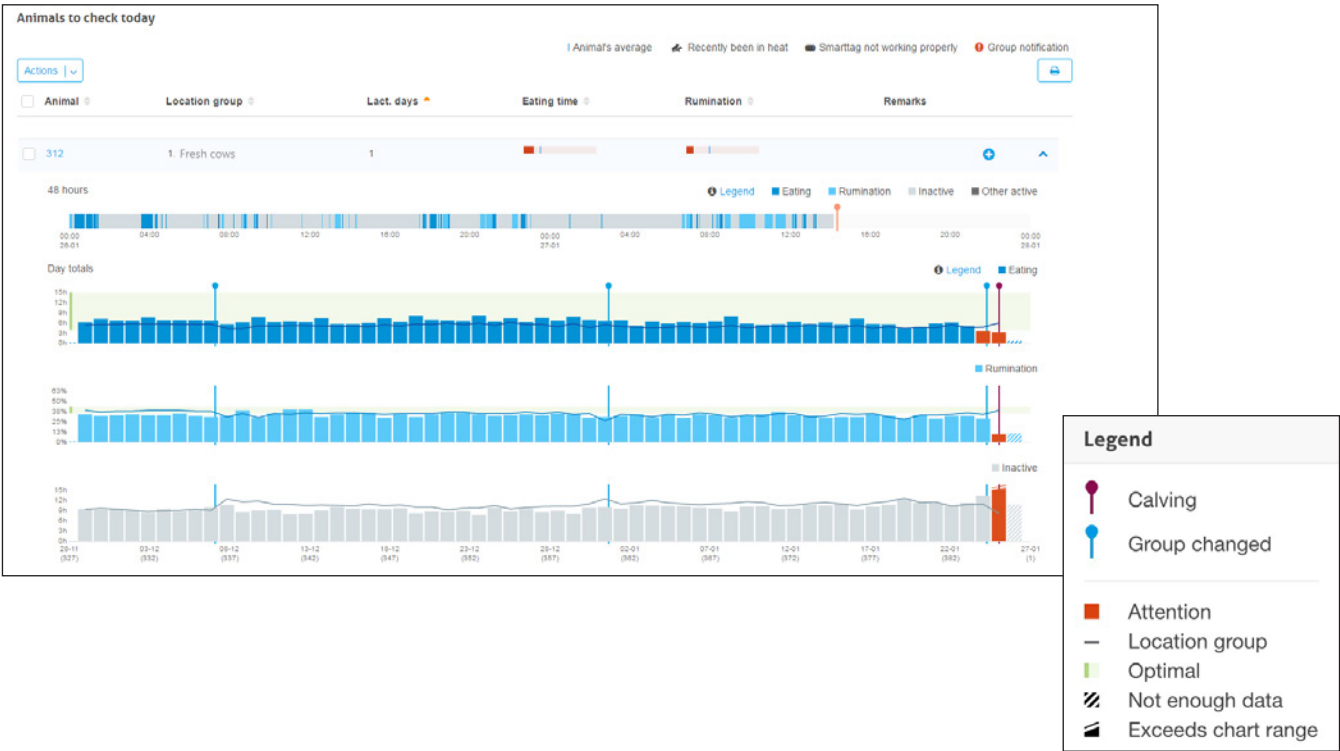 Animals to check today
Animal's average Recently been in heat Smarttag not working properly Group notification
Actions
Animal Location group Lact. days Eating time Rumination Remarks
312 1. Fresh cows 1
48 hours Legend Eating Rumination Inactive Other active
00:00 04:00 08:00 12:00 16:00 20:00 00:00 04:00 08:00 12:00 16:00 20:00 00:00
26-01 27-01 28-01
Day totals Legend Eating
15h
12h
9h
6h
3h
0h
Rumination
63%
50%
38%
25%
13%
0%
Inactive
15h
12h
9h
6h
3h
0h
28-11 03-12 08-12 13-12 18-12 23-12 28-12 02-01 07-01 12-01 17-01 22-01 27-01
(327) (332) (337) (342) (347) (352) (357) (362) (367) (372) (377) (382) (1)
Legend
Calving
Group changed
Attention
Location group
Optimal
Not enough data
Exceeds chart range